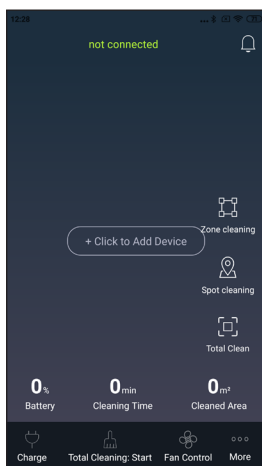 12:28
not connected
Zone cleaning
+ Click to Add Device
Spot cleaning
Total Clean
0% 0min 0m²
Battery Cleaning Time Cleaned Area
Charge Total Cleaning: Start Fan Control More